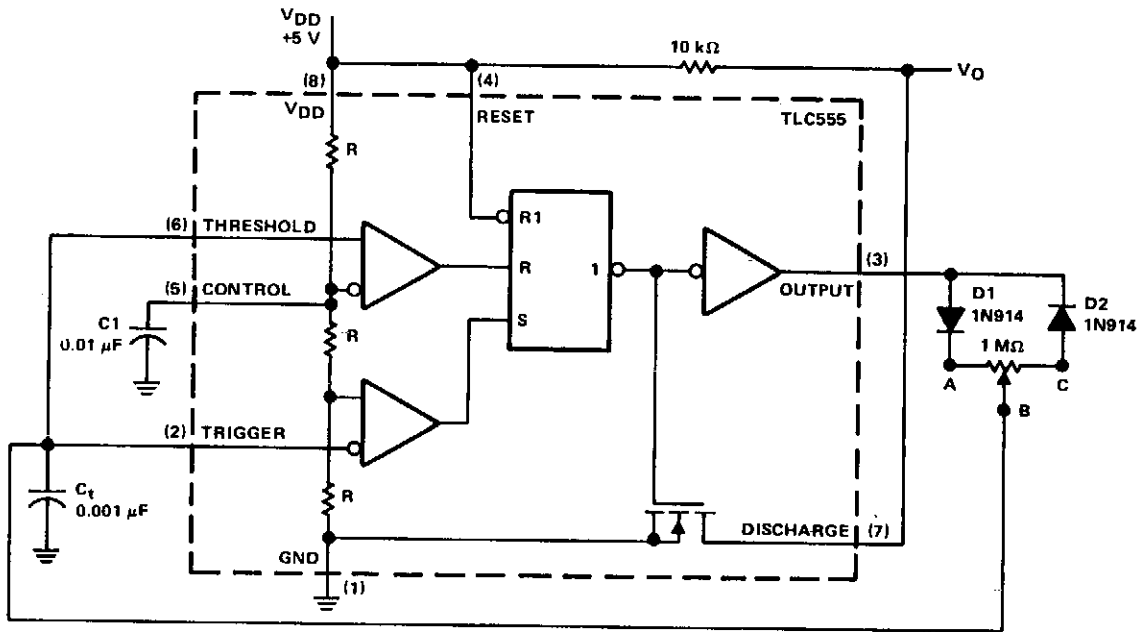 VDD
+5 V
10 kΩ
VO
(8)
(4)
VDD
RESET
TLC555
R
(6) THRESHOLD
R1
R
1
(3)
OUTPUT
(5) CONTROL
C1
0.01 µF
R
S
D1
1N914
D2
1N914
1 MΩ
A
C
B
(2) TRIGGER
Ct
0.001 µF
R
DISCHARGE
(7)
GND
(1)